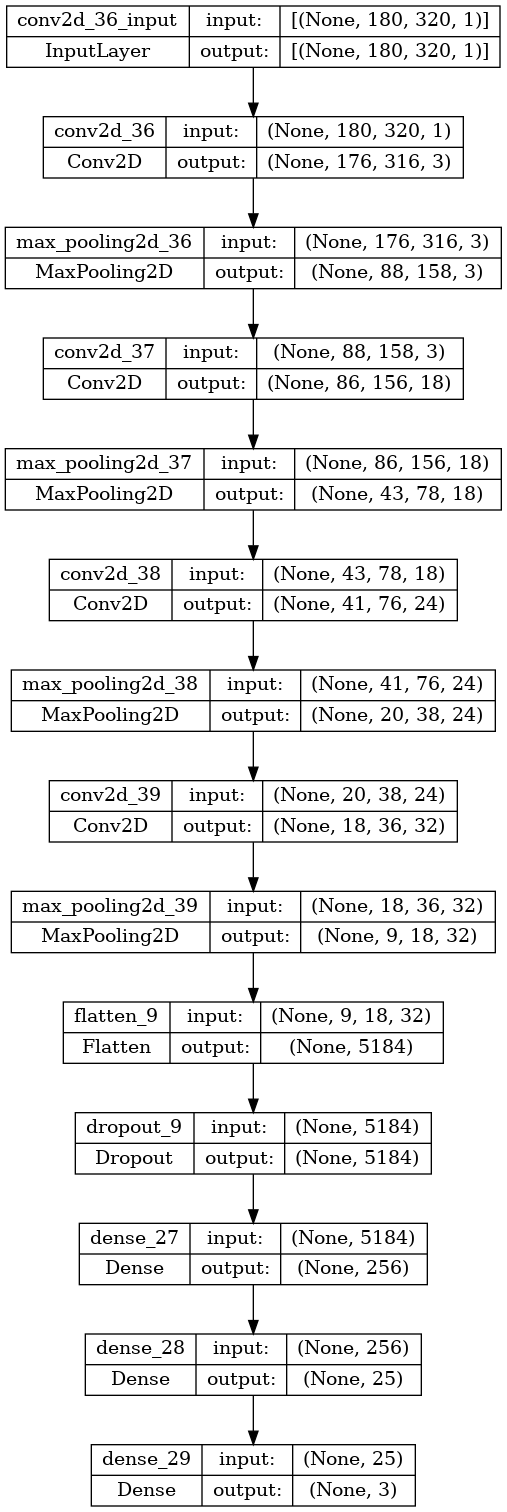 conv2d_36_input input: [(None, 180, 320, 1)]
InputLayer output: [(None, 180, 320, 1)]
conv2d_36 input: (None, 180, 320, 1)
Conv2D output: (None, 176, 316, 3)
max_pooling2d_36 input: (None, 176, 316, 3)
MaxPooling2D output: (None, 88, 158, 3)
conv2d_37 input: (None, 88, 158, 3)
Conv2D output: (None, 86, 156, 18)
max_pooling2d_37 input: (None, 86, 156, 18)
MaxPooling2D output: (None, 43, 78, 18)
conv2d_38 input: (None, 43, 78, 18)
Conv2D output: (None, 41, 76, 24)
max_pooling2d_38 input: (None, 41, 76, 24)
MaxPooling2D output: (None, 20, 38, 24)
conv2d_39 input: (None, 20, 38, 24)
Conv2D output: (None, 18, 36, 32)
max_pooling2d_39 input: (None, 18, 36, 32)
MaxPooling2D output: (None, 9, 18, 32)
flatten_9 input: (None, 9, 18, 32)
Flatten output: (None, 5184)
dropout_9 input: (None, 5184)
Dropout output: (None, 5184)
dense_27 input: (None, 5184)
Dense output: (None, 256)
dense_28 input: (None, 256)
Dense output: (None, 25)
dense_29 input: (None, 25)
Dense output: (None, 3)